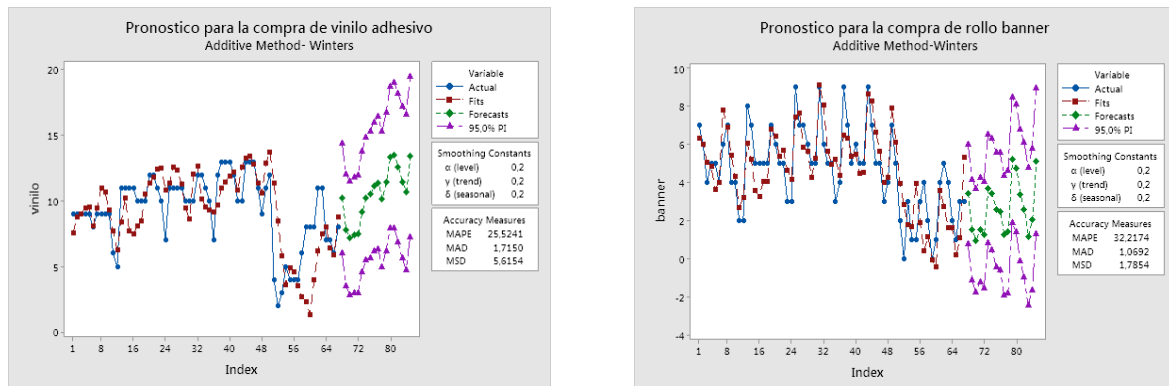 Pronostico para la compra de vinilo adhesivo
Additive Method- Winters
vinilo
20
15
10
5
0
1 8 16 24 32 40 48 56 64 72 80
Index
Variable
Actual
Fits
Forecasts
95,0% PI
Smoothing Constants
α (level) 0,2
γ (trend) 0,2
δ (seasonal) 0,2
Accuracy Measures
MAPE 25,5241
MAD 1,7150
MSD 5,6154
Pronostico para la compra de rollo banner
Additive Method-Winters
banner
10
8
6
4
2
0
-2
-4
1 8 16 24 32 40 48 56 64 72 80
Index
Variable
Actual
Fits
Forecasts
95,0% PI
Smoothing Constants
α (level) 0,2
γ (trend) 0,2
δ (seasonal) 0,2
Accuracy Measures
MAPE 32,2174
MAD 1,0692
MSD 1,7854